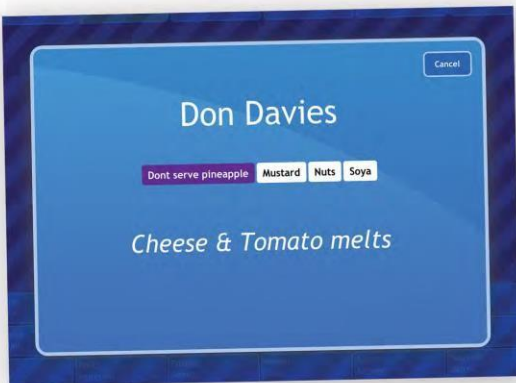 Cancel
Don Davies
Dont serve pineapple Mustard Nuts Soya
Cheese & Tomato melts